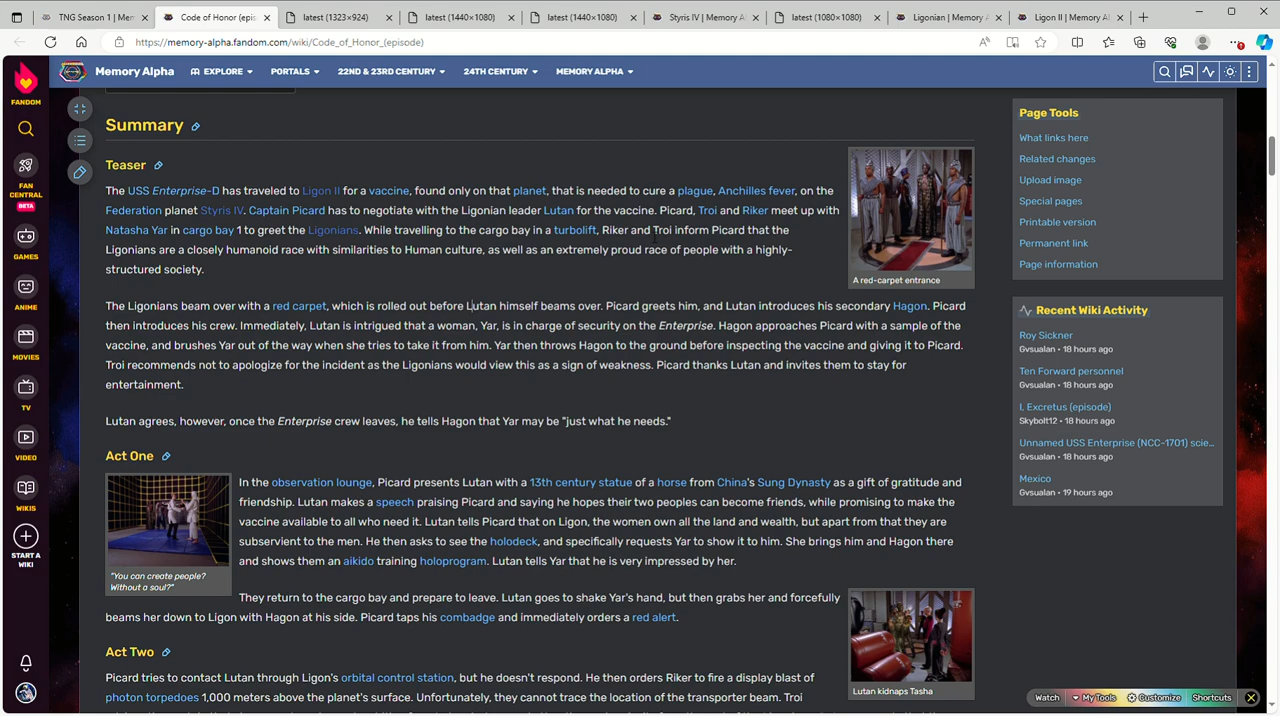 TNG Season 1 | Mem
Code of Honor (epis
latest (1323×924)
latest (1440×1080)
latest (1440×1080)
Styris IV | Memory A
latest (1080×1080)
Ligonian | Memory A
Ligon II | Memory Al
https://memory-alpha.fandom.com/wiki/Code_of_Honor_(episode)
FANDOM
Memory Alpha
EXPLORE
PORTALS
22ND & 23RD CENTURY
24TH CENTURY
MEMORY ALPHA
FAN CENTRAL
BETA
GAMES
ANIME
MOVIES
TV
VIDEO
WIKIS
START A WIKI
Summary
Teaser
The USS Enterprise-D has traveled to Ligon II for a vaccine, found only on that planet, that is needed to cure a plague, Anchilles fever, on the
Federation planet Styris IV. Captain Picard has to negotiate with the Ligonian leader Lutan for the vaccine. Picard, Troi and Riker meet up with
Natasha Yar in cargo bay 1 to greet the Ligonians. While travelling to the cargo bay in a turbolift, Riker and Troi inform Picard that the
Ligonians are a closely humanoid race with similarities to Human culture, as well as an extremely proud race of people with a highly-
structured society.
A red-carpet entrance
The Ligonians beam over with a red carpet, which is rolled out before Lutan himself beams over. Picard greets him, and Lutan introduces his secondary Hagon. Picard
then introduces his crew. Immediately, Lutan is intrigued that a woman, Yar, is in charge of security on the Enterprise. Hagon approaches Picard with a sample of the
vaccine, and brushes Yar out of the way when she tries to take it from him. Yar then throws Hagon to the ground before inspecting the vaccine and giving it to Picard.
Troi recommends not to apologize for the incident as the Ligonians would view this as a sign of weakness. Picard thanks Lutan and invites them to stay for
entertainment.
Lutan agrees, however, once the Enterprise crew leaves, he tells Hagon that Yar may be "just what he needs."
Act One
In the observation lounge, Picard presents Lutan with a 13th century statue of a horse from China's Sung Dynasty as a gift of gratitude and
friendship. Lutan makes a speech praising Picard and saying he hopes their two peoples can become friends, while promising to make the
vaccine available to all who need it. Lutan tells Picard that on Ligon, the women own all the land and wealth, but apart from that they are
subservient to the men. He then asks to see the holodeck, and specifically requests Yar to show it to him. She brings him and Hagon there
and shows them an aikido training holoprogram. Lutan tells Yar that he is very impressed by her.
"You can create people?
Without a soul?"
They return to the cargo bay and prepare to leave. Lutan goes to shake Yar's hand, but then grabs her and forcefully
beams her down to Ligon with Hagon at his side. Picard taps his combadge and immediately orders a red alert.
Act Two
Lutan kidnaps Tasha
Picard tries to contact Lutan through Ligon's orbital control station, but he doesn't respond. He then orders Riker to fire a display blast of
photon torpedoes 1,000 meters above the planet's surface. Unfortunately, they cannot trace the location of the transporter beam. Troi
Page Tools
What links here
Related changes
Upload image
Special pages
Printable version
Permanent link
Page information
Recent Wiki Activity
Roy Sickner
Gvsualan • 18 hours ago
Ten Forward personnel
Gvsualan • 18 hours ago
I, Excretus (episode)
Skybolt12 • 18 hours ago
Unnamed USS Enterprise (NCC-1701) scie…
Gvsualan • 18 hours ago
Mexico
Gvsualan • 19 hours ago
Watch
My Tools
Customize
Shortcuts